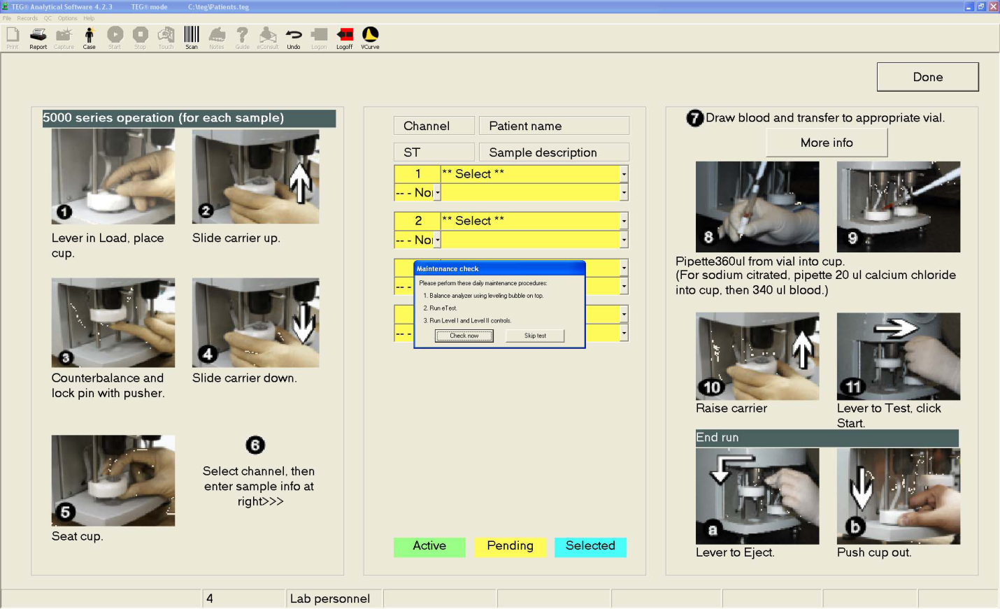 TEG® Analytical Software 4.2.3 TEG® mode C:\teg\Patients.teg
File Records QC Options Help
Print Report Capture Case Start Stop Touch Scan Notes Guide eConsult Undo Logon Logoff VCurve
Done
5000 series operation (for each sample)
1
2
Lever in Load, place
cup.
Slide carrier up.
3
4
Counterbalance and
lock pin with pusher.
Slide carrier down.
5
Seat cup.
6
Select channel, then
enter sample info at
right>>>
Channel Patient name
ST Sample description
1 ** Select **
-- - Nor
2 ** Select **
-- - Nor
-- -
-- -
Maintenance check
Please perform these daily maintenance procedures:
1. Balance analyzer using leveling bubble on top.
2. Run eTest.
3. Run Level I and Level II controls.
Check now Skip test
Active Pending Selected
7 Draw blood and transfer to appropriate vial.
More info
8
9
Pipette360ul from vial into cup.
(For sodium citrated, pipette 20 ul calcium chloride
into cup, then 340 ul blood.)
10
11
Raise carrier
Lever to Test, click
Start.
End run
a
b
Lever to Eject.
Push cup out.
4 Lab personnel